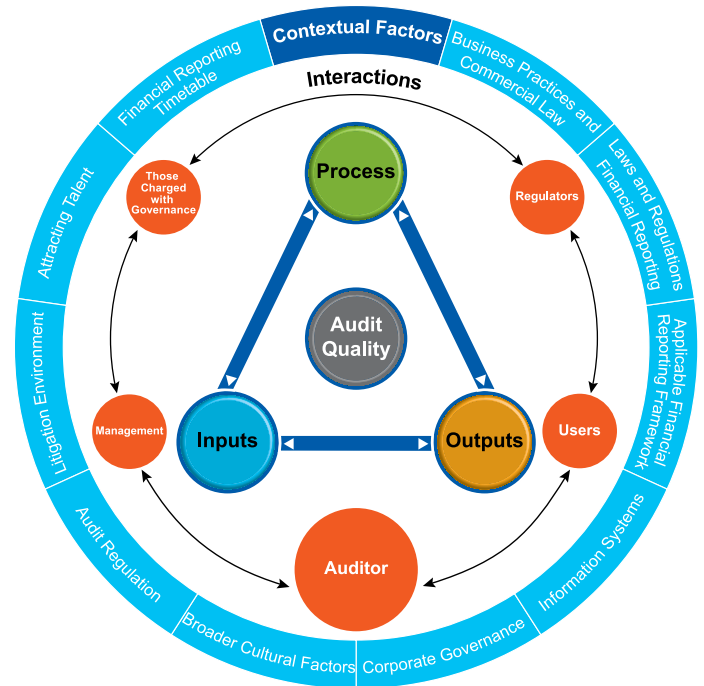 Contextual Factors
Business Practices and
Commercial Law
Laws and Regulations
Financial Reporting
Applicable Financial
Reporting Framework
Information Systems
Corporate Governance
Broader Cultural Factors
Audit Regulation
Litigation Environment
Attracting Talent
Financial Reporting
Timetable
Interactions
Process
Those
Charged
with
Governance
Regulators
Audit
Quality
Management
Inputs
Outputs
Users
Auditor